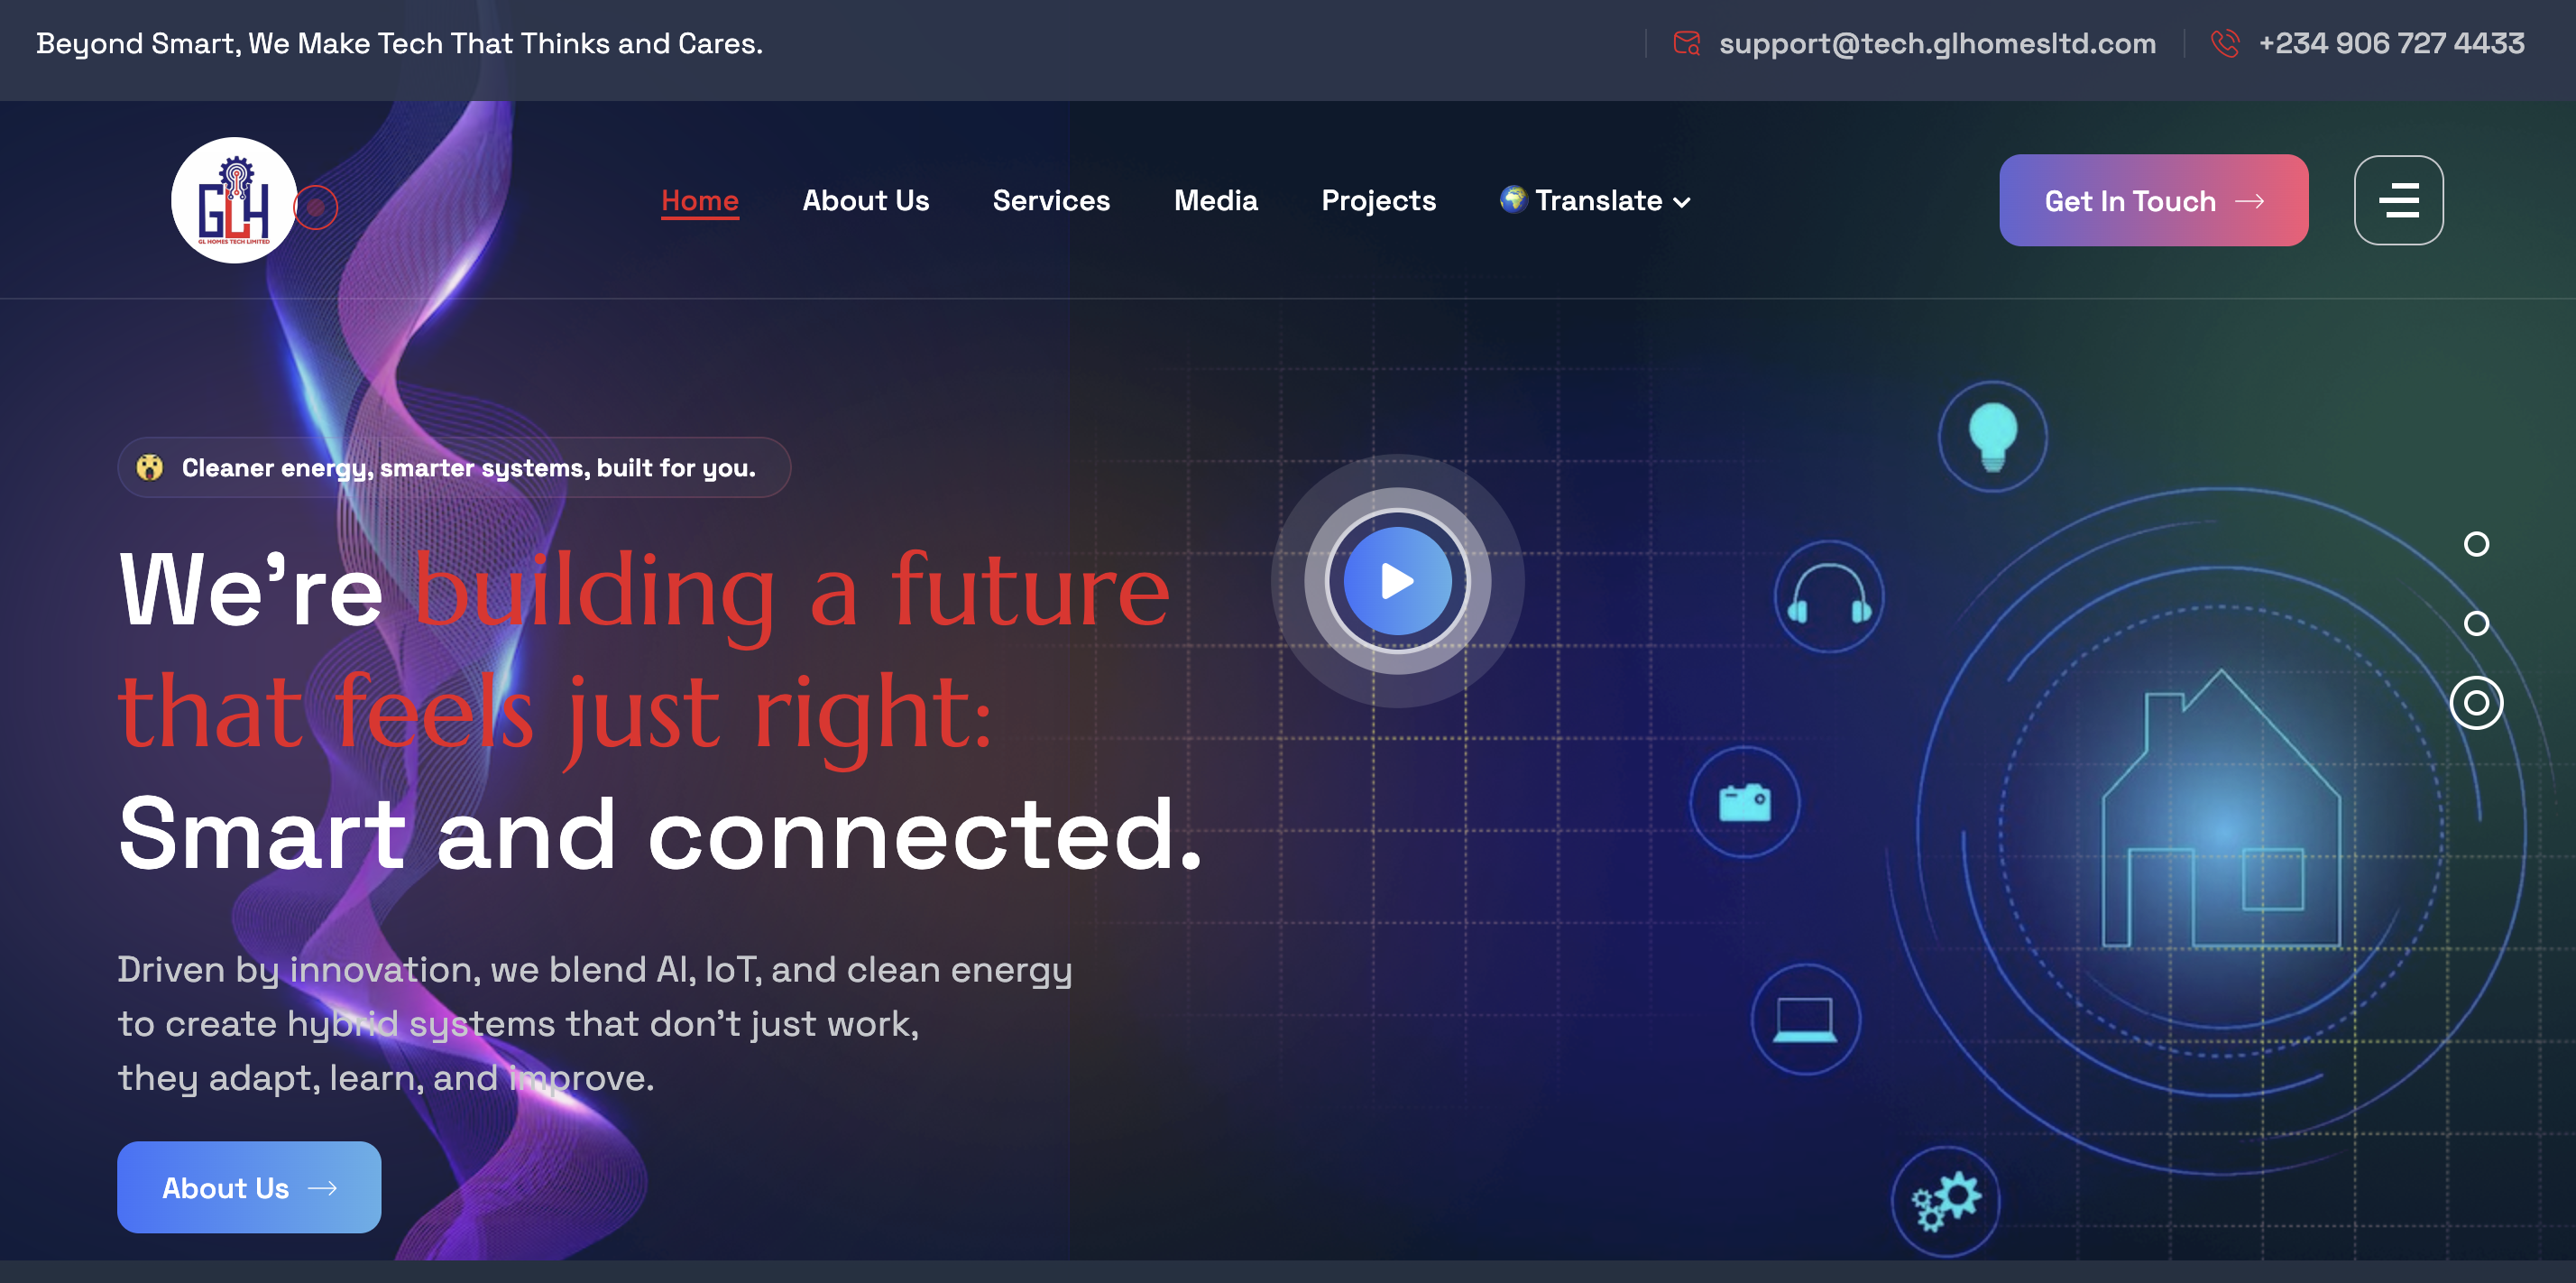 Beyond Smart, We Make Tech That Thinks and Cares.
support@tech.glhomesltd.com
+234 906 727 4433
GLH
GL HOMES TECH LIMITED
Home
About Us
Services
Media
Projects
Translate
Get In Touch
Cleaner energy, smarter systems, built for you.
We’re building a future
that feels just right:
Smart and connected.
Driven by innovation, we blend AI, IoT, and clean energy
to create hybrid systems that don’t just work,
they adapt, learn, and improve.
About Us